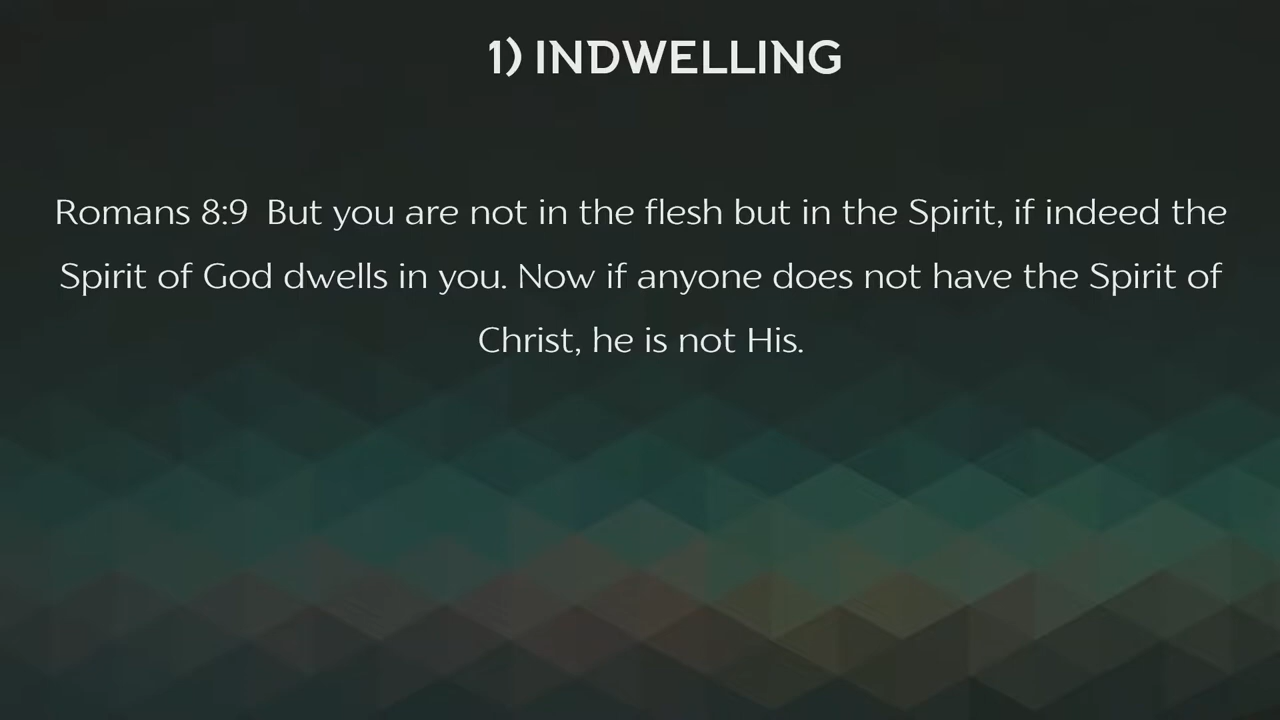 1) INDWELLING
Romans 8:9  But you are not in the flesh but in the Spirit, if indeed the
Spirit of God dwells in you. Now if anyone does not have the Spirit of
Christ, he is not His.